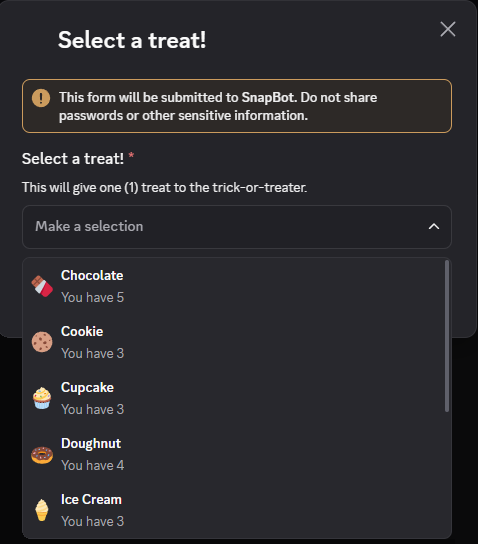 Select a treat!
This form will be submitted to SnapBot. Do not share
passwords or other sensitive information.
Select a treat! *
This will give one (1) treat to the trick-or-treater.
Make a selection
Chocolate
You have 5
Cookie
You have 3
Cupcake
You have 3
Doughnut
You have 4
Ice Cream
You have 3